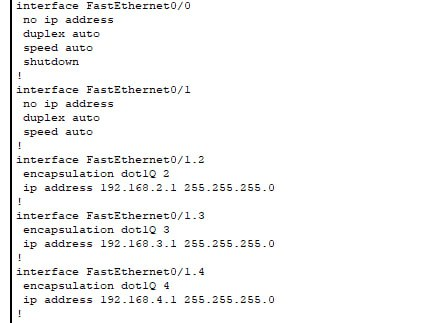 interface FastEthernet0/0
no ip address
duplex auto
speed auto
shutdown
!
interface FastEthernet0/1
no ip address
duplex auto
speed auto
!
interface FastEthernet0/1.2
encapsulation dot1Q 2
ip address 192.168.2.1 255.255.255.0
!
interface FastEthernet0/1.3
encapsulation dot1Q 3
ip address 192.168.3.1 255.255.255.0
!
interface FastEthernet0/1.4
encapsulation dot1Q 4
ip address 192.168.4.1 255.255.255.0
!